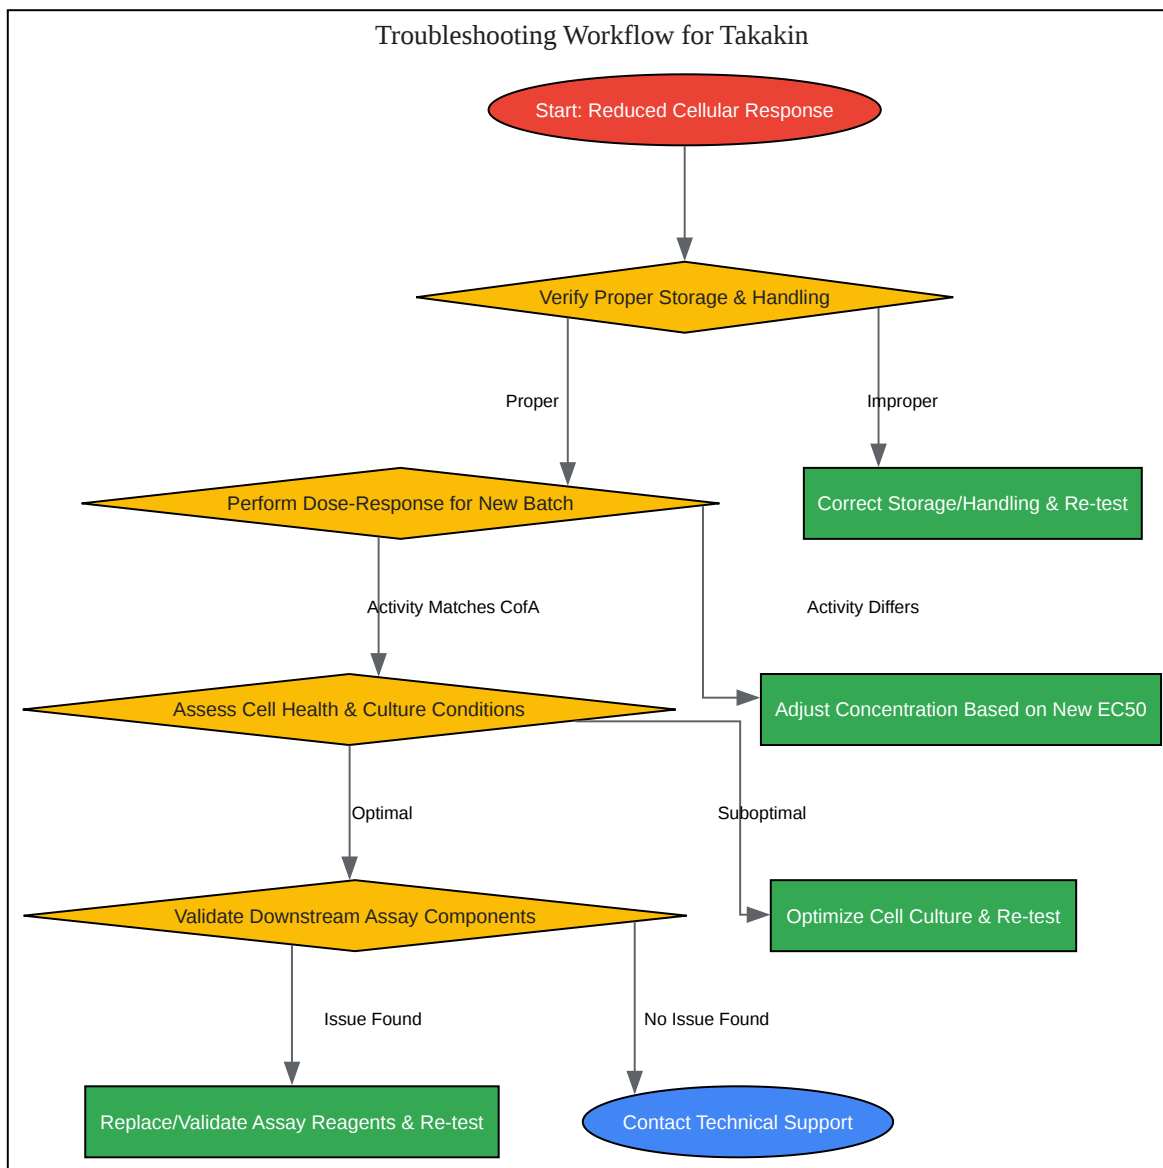 Troubleshooting Workflow for Takakin
Start: Reduced Cellular Response
Verify Proper Storage & Handling
Proper
Improper
Perform Dose-Response for New Batch
Correct Storage/Handling & Re-test
Activity Matches CofA
Activity Differs
Assess Cell Health & Culture Conditions
Adjust Concentration Based on New EC50
Optimal
Suboptimal
Validate Downstream Assay Components
Optimize Cell Culture & Re-test
Issue Found
No Issue Found
Replace/Validate Assay Reagents & Re-test
Contact Technical Support